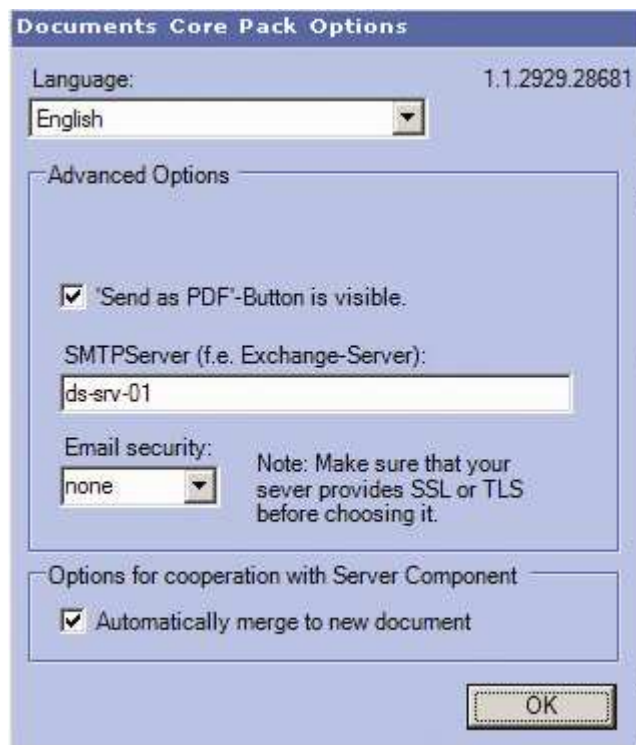 Documents Core Pack Options
Language:
1.1.2929.28681
English
Advanced Options
'Send as PDF'-Button is visible.
SMTPServer (f.e. Exchange-Server):
ds-srv-01
Email security:
none
Note: Make sure that your
sever provides SSL or TLS
before choosing it.
Options for cooperation with Server Component
Automatically merge to new document
OK